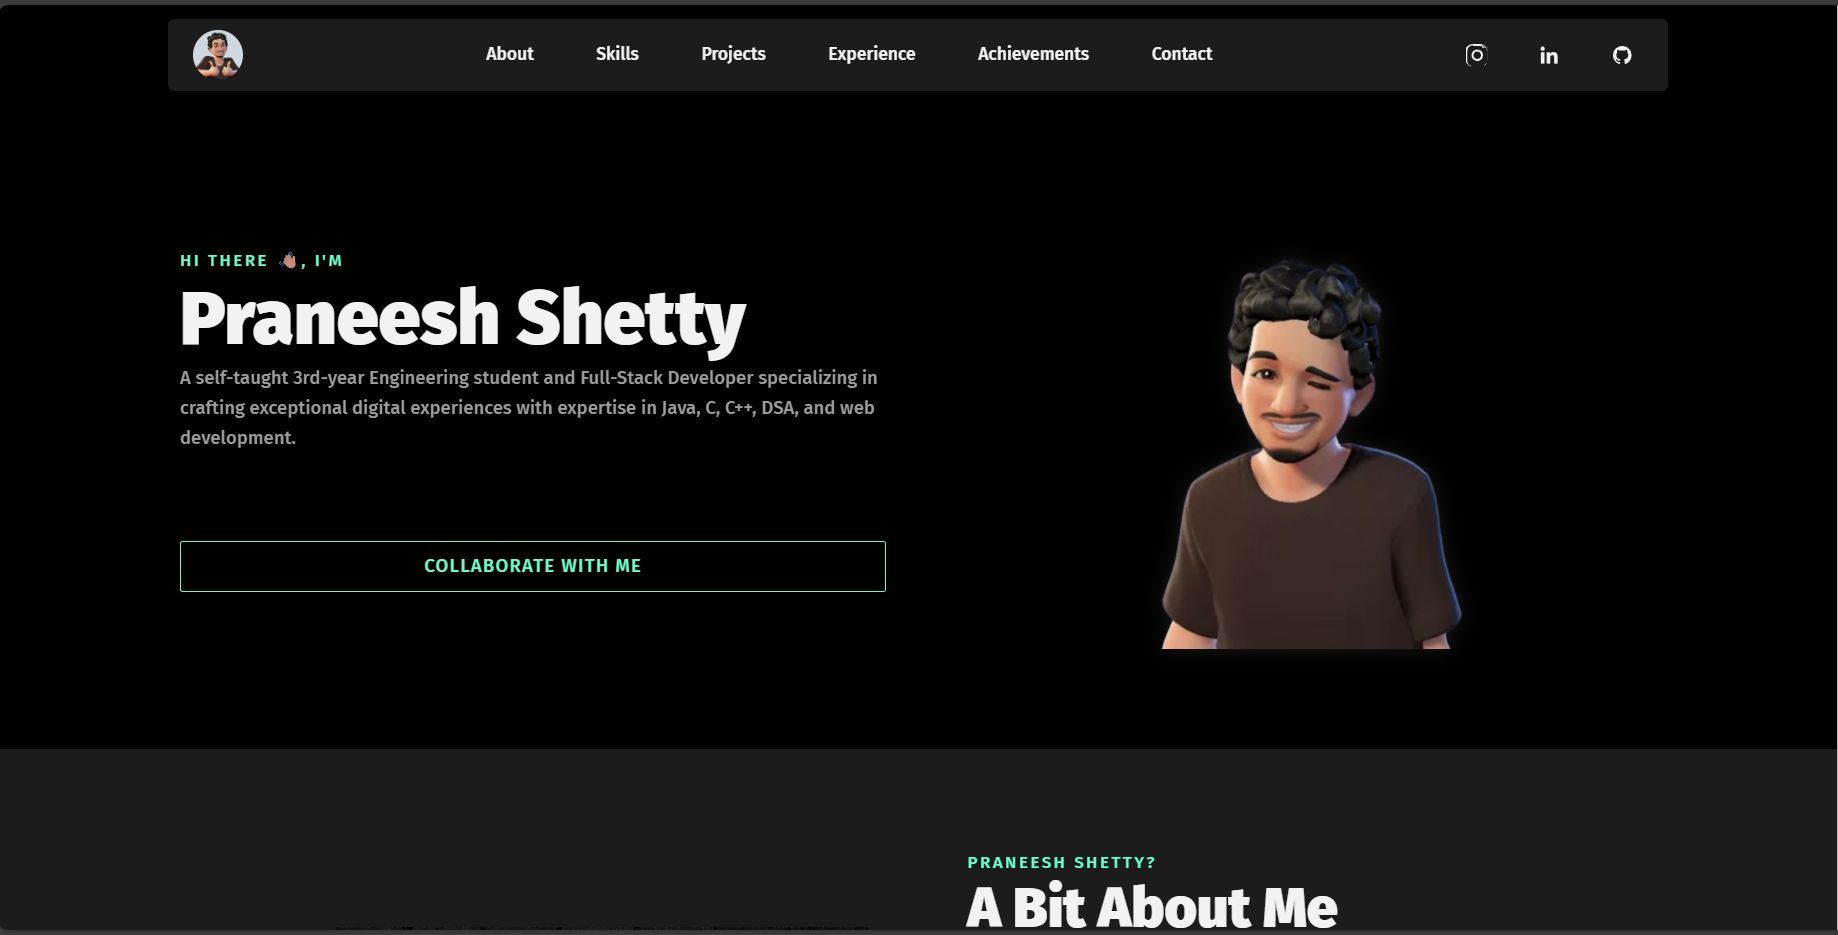 About Skills Projects Experience Achievements Contact
HI THERE 👋🏽, I'M
Praneesh Shetty
A self-taught 3rd-year Engineering student and Full-Stack Developer specializing in
crafting exceptional digital experiences with expertise in Java, C, C++, DSA, and web
development.
COLLABORATE WITH ME
PRANEESH SHETTY?
A Bit About Me